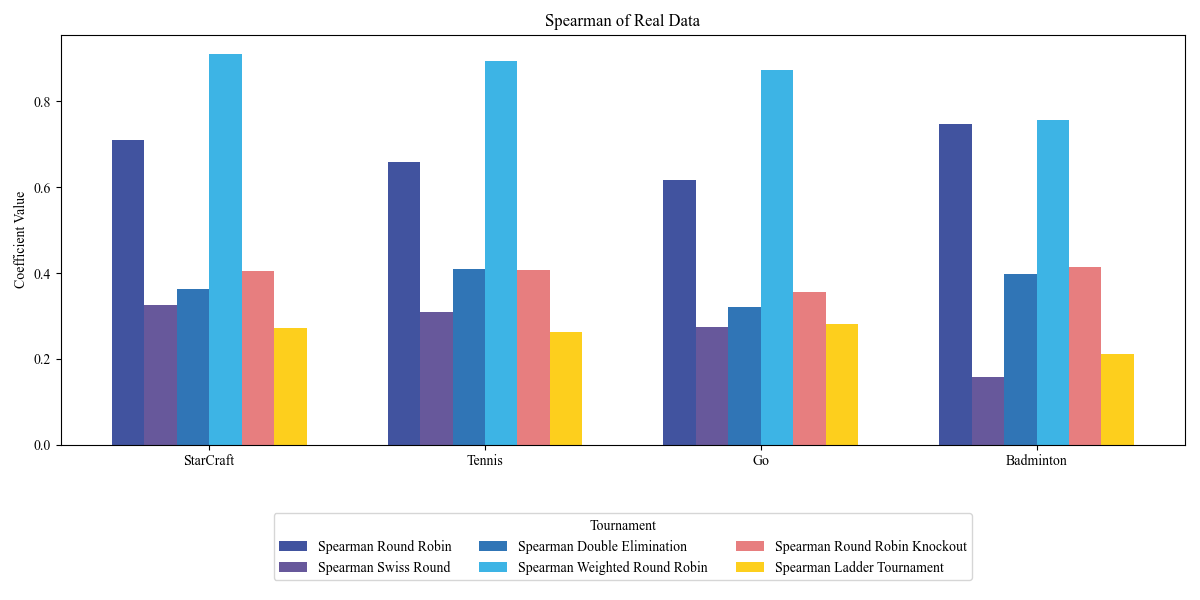 Spearman of Real Data
Coefficient Value
0.8
0.6
0.4
0.2
0.0
StarCraft Tennis Go Badminton
Tournament
Spearman Round Robin Spearman Double Elimination Spearman Round Robin Knockout
Spearman Swiss Round Spearman Weighted Round Robin Spearman Ladder Tournament